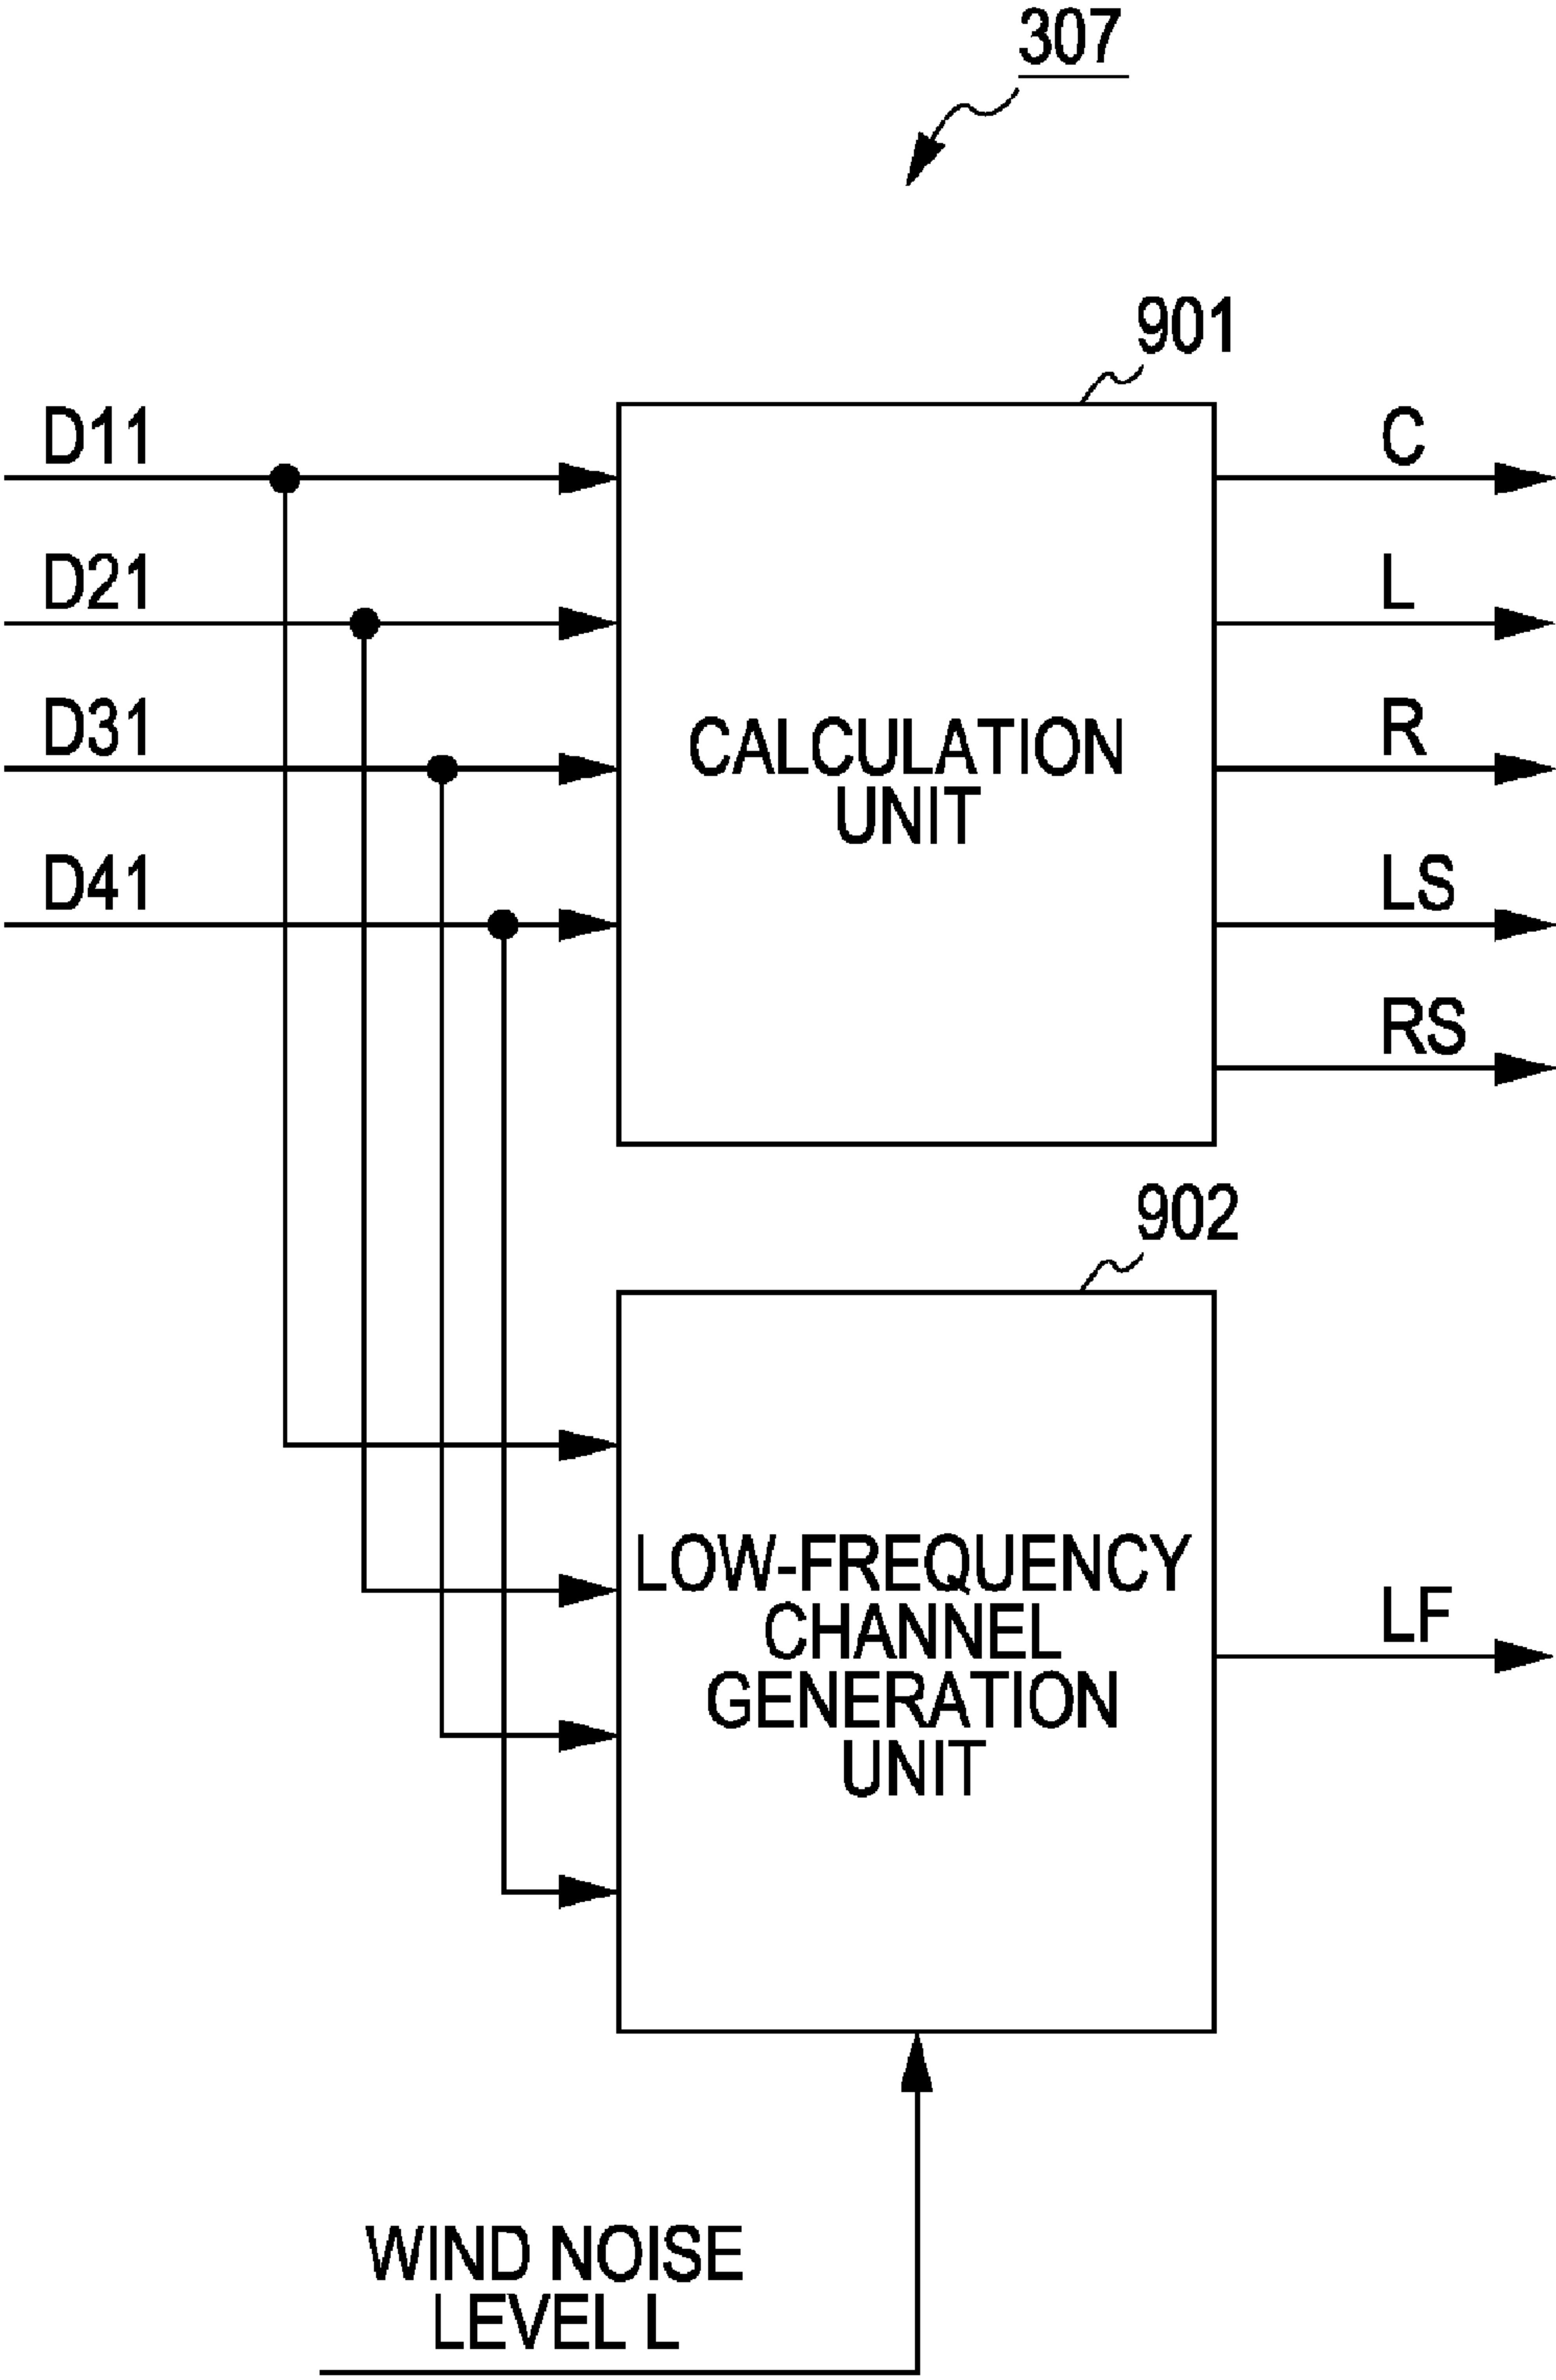 307
901
D11
C
D21
L
D31
R
CALCULATION
UNIT
D41
LS
RS
902
LOW-FREQUENCY
CHANNEL
GENERATION
UNIT
LF
WIND NOISE
LEVEL L